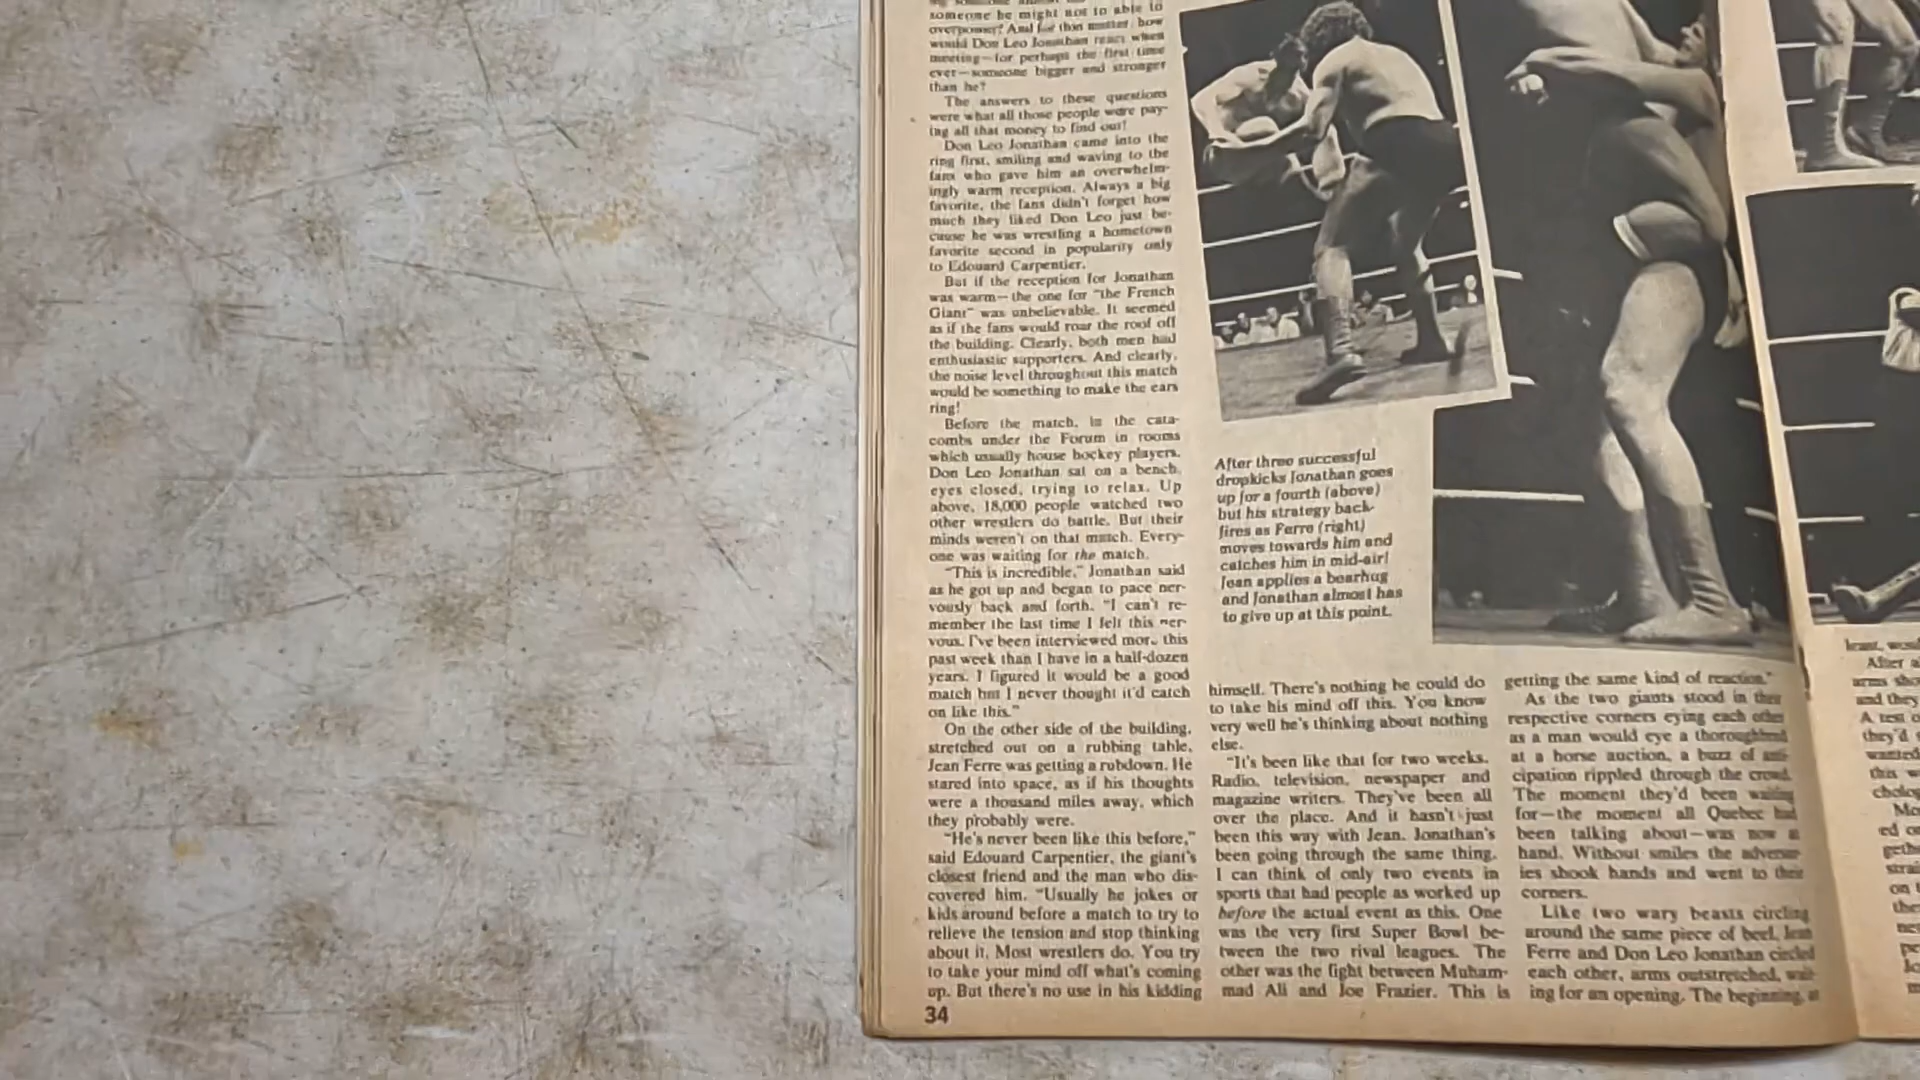 someone he might not to able to
overpower? And for that matter, how
would Don Leo Jonathan react when
meeting—for perhaps the first time
ever—someone bigger and stronger
than he?
The answers to these questions
were what all those people were pay-
ing all that money to find out!
Don Leo Jonathan came into the
ring first, smiling and waving to the
fans who gave him an overwhelm-
ingly warm reception. Always a big
favorite, the fans didn't forget how
much they liked Don Leo just be-
cause he was wrestling a hometown
favorite second in popularity only
to Edouard Carpentier.
But if the reception for Jonathan
was warm—the one for "the French
Giant" was unbelievable. It seemed
as if the fans would roar the roof off
the building. Clearly, both men had
enthusiastic supporters. And clearly,
the noise level throughout this match
would be something to make the ears
ring!
Before the match, in the cata-
combs under the Forum in rooms
which usually house hockey players,
Don Leo Jonathan sat on a bench,
eyes closed, trying to relax. Up
above, 18,000 people watched two
other wrestlers do battle. But their
minds weren't on that match. Every-
one was waiting for the match.
"This is incredible," Jonathan said
as he got up and began to pace ner-
vously back and forth. "I can't re-
member the last time I felt this ner-
vous. I've been interviewed more this
past week than I have in a half-dozen
years. I figured it would be a good
match but I never thought it'd catch
on like this."
On the other side of the building,
stretched out on a rubbing table,
Jean Ferre was getting a rubdown. He
stared into space, as if his thoughts
were a thousand miles away, which
they probably were.
"He's never been like this before,"
said Edouard Carpentier, the giant's
closest friend and the man who dis-
covered him. "Usually he jokes or
kids around before a match to try to
relieve the tension and stop thinking
about it. Most wrestlers do. You try
to take your mind off what's coming
up. But there's no use in his kidding
34
After three successful
dropkicks Jonathan goes
up for a fourth (above)
but his strategy back-
fires as Ferre (right)
moves towards him and
catches him in mid-air!
Jean applies a bearhug
and Jonathan almost has
to give up at this point.
himself. There's nothing he could do
to take his mind off this. You know
very well he's thinking about nothing
else.
"It's been like that for two weeks.
Radio, television, newspaper and
magazine writers. They've been all
over the place. And it hasn't just
been this way with Jean. Jonathan's
been going through the same thing.
I can think of only two events in
sports that had people as worked up
before the actual event as this. One
was the very first Super Bowl be-
tween the two rival leagues. The
other was the fight between Muham-
mad Ali and Joe Frazier. This is
getting the same kind of reaction."
As the two giants stood in their
respective corners eying each other
as a man would eye a thoroughbred
at a horse auction, a buzz of anti-
cipation rippled through the crowd.
The moment they'd been waiting
for—the moment all Quebec had
been talking about—was now at
hand. Without smiles the adversar-
ies shook hands and went to their
corners.
Like two wary beasts circling
around the same piece of beef, Jean
Ferre and Don Leo Jonathan circled
each other, arms outstretched, wait-
ing for an opening. The beginning, at
After
and they
A test
they'd
wanted
this